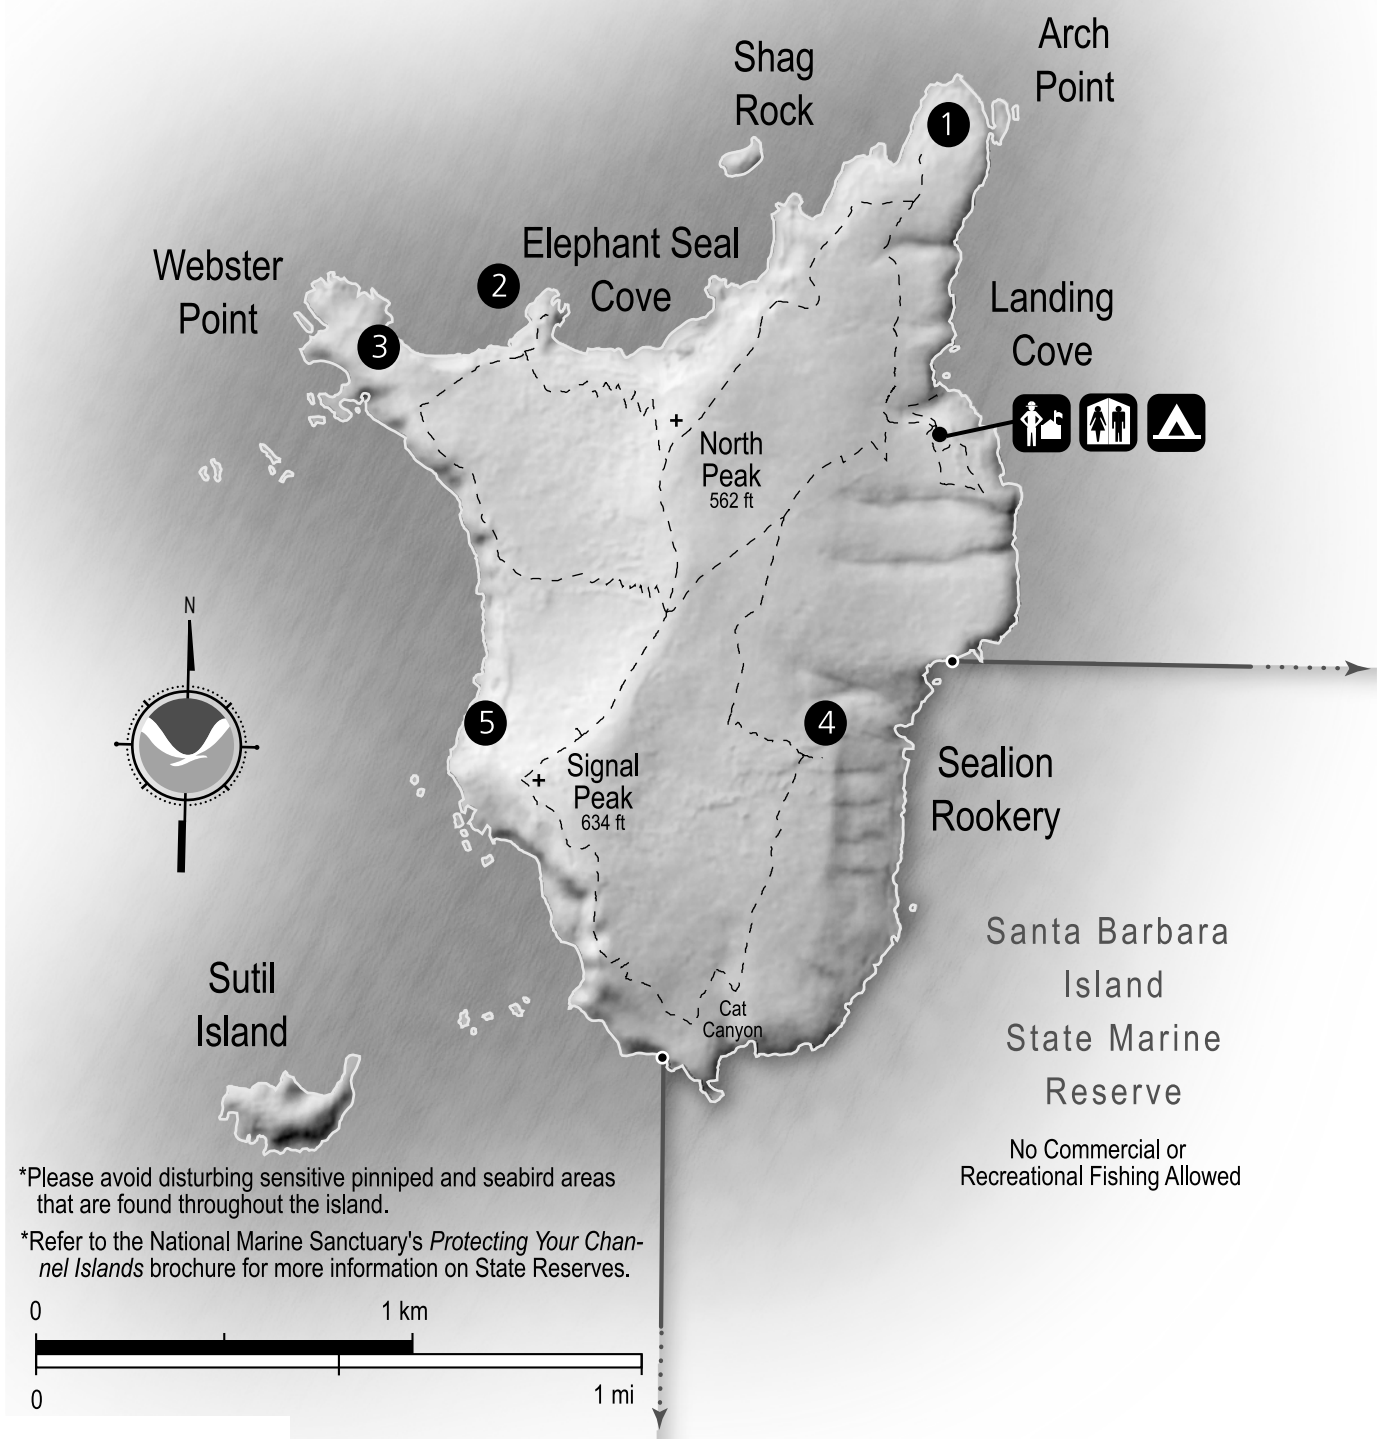 Arch
Point
Shag
Rock
1
Elephant Seal
Cove
2
Webster
Point
3
Landing
Cove
North
Peak
562 ft
N
5
4
Signal
Peak
634 ft
Sealion
Rookery
Santa Barbara
Island
State Marine
Reserve
No Commercial or
Recreational Fishing Allowed
Cat
Canyon
Sutil
Island
*Please avoid disturbing sensitive pinniped and seabird areas
that are found throughout the island.
*Refer to the National Marine Sanctuary's Protecting Your Chan-
nel Islands brochure for more information on State Reserves.
0 1 km
0 1 mi